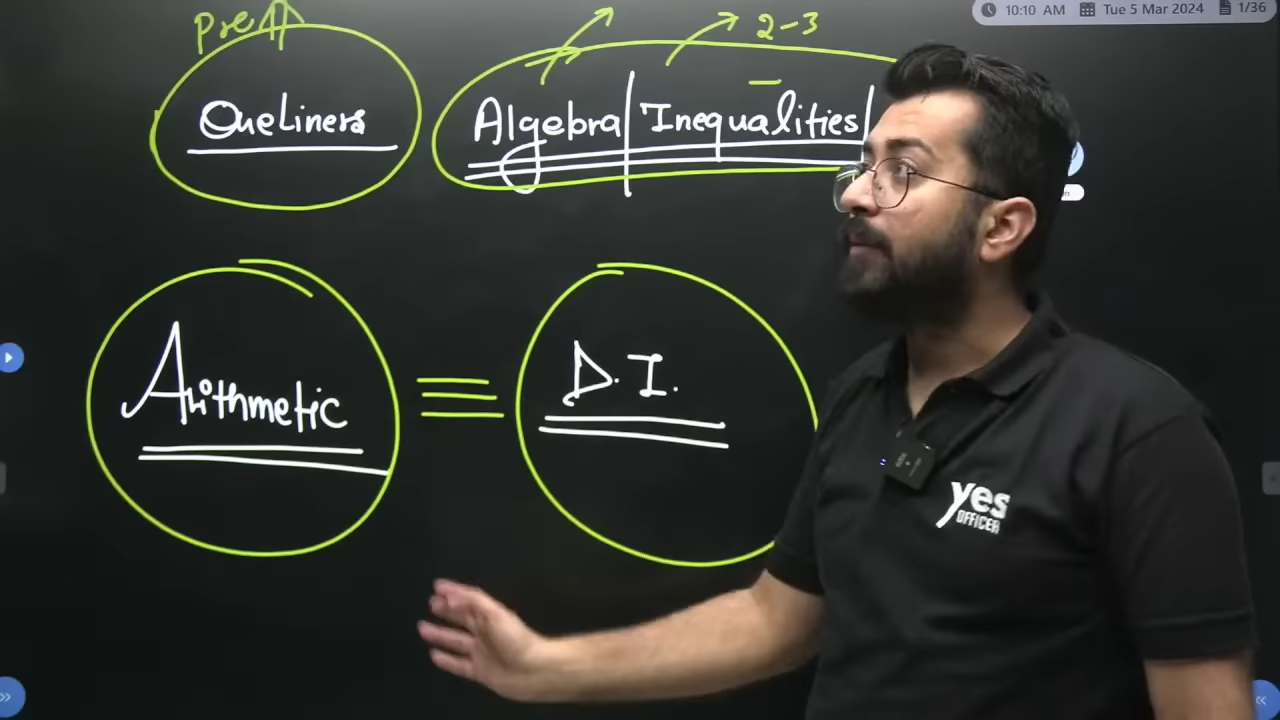 10:10 AM Tue 5 Mar 2024 1/36
pre
2-3
OneLiners
Algebra | Inequalities |
Arithmetic = D.I.
yes
OFFICER